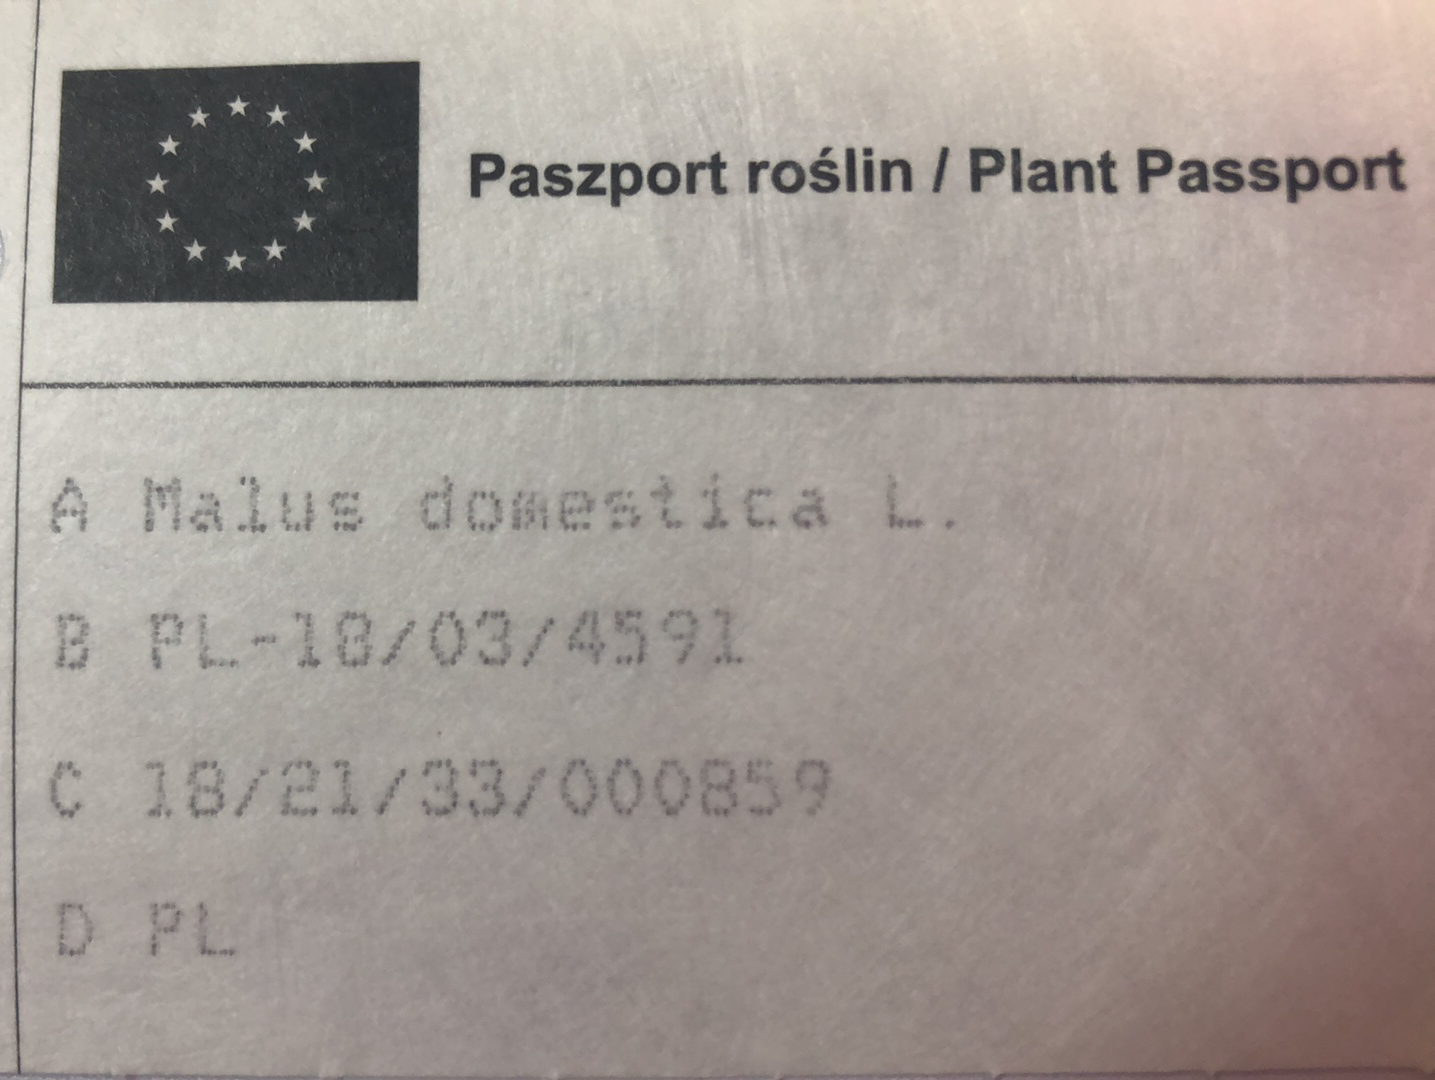 Paszport roślin / Plant Passport
A Malus domestica L.
B PL-18/03/4591
C 18/21/33/000859
D PL